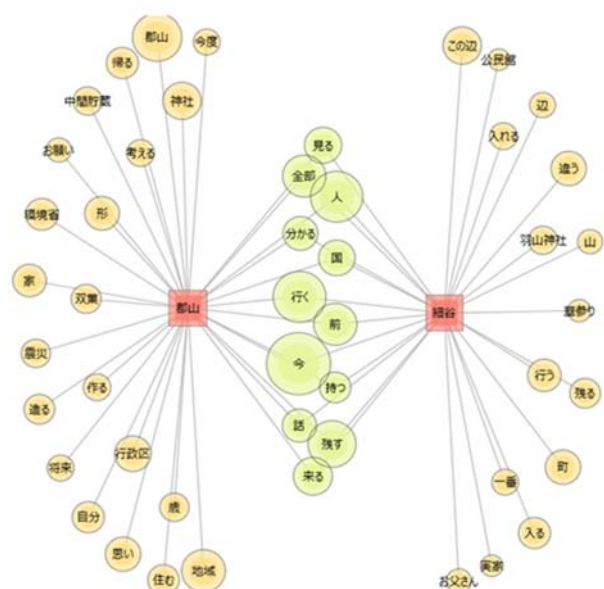 郡山
今度
帰る
中間貯蔵
神社
お願い
考える
環境省
形
家
双葉
郡山
震災
造る
作る
将来
行政区
自分
歳
思い
住む
地域
見る
全部
人
分かる
国
行く
前
今
持つ
話
残す
来る
この辺
公民館
辺
入れる
違う
羽山神社
山
細谷
墓参り
行う
残る
町
一番
入る
実家
お父さん